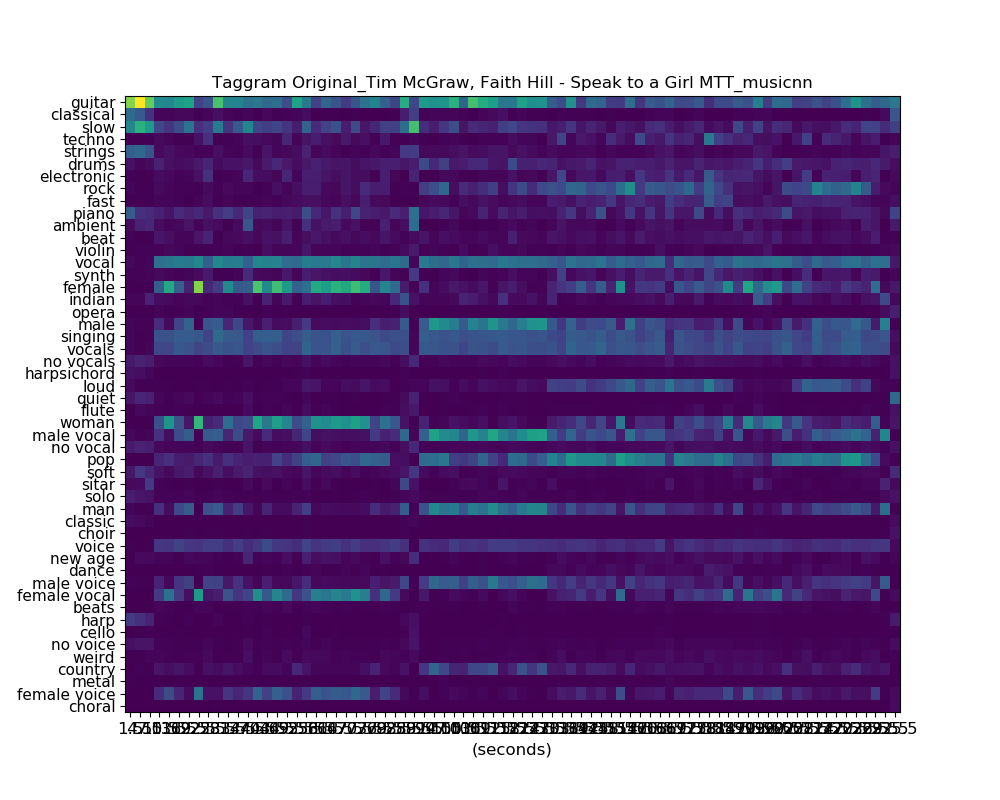 Taggram Original_Tim McGraw, Faith Hill - Speak to a Girl MTT_musicnn
guitar
classical
slow
techno
strings
drums
electronic
rock
fast
piano
ambient
beat
violin
vocal
synth
female
indian
opera
male
singing
vocals
no vocals
harpsichord
loud
quiet
flute
woman
male vocal
no vocal
pop
soft
sitar
solo
man
classic
choir
voice
new age
dance
male voice
female vocal
beats
harp
cello
no voice
weird
country
metal
female voice
choral
(seconds)